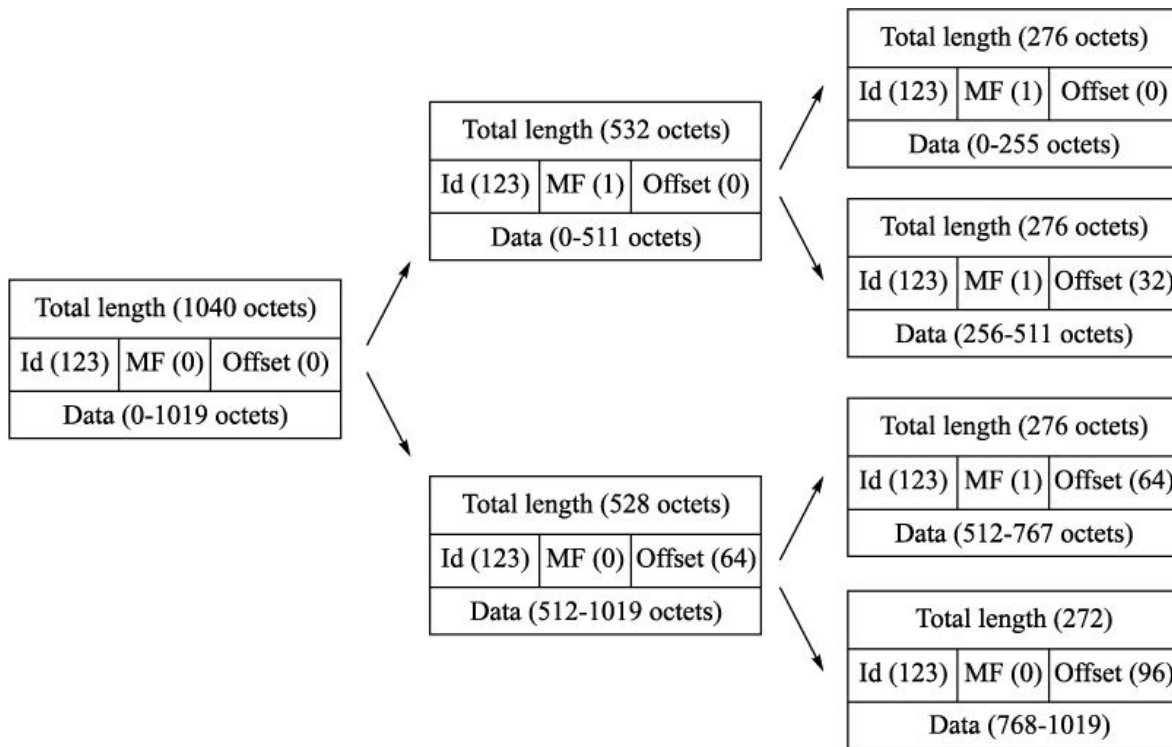 Total length (1040 octets)
Id (123) MF (0) Offset (0)
Data (0-1019 octets)
Total length (532 octets)
Id (123) MF (1) Offset (0)
Data (0-511 octets)
Total length (528 octets)
Id (123) MF (0) Offset (64)
Data (512-1019 octets)
Total length (276 octets)
Id (123) MF (1) Offset (0)
Data (0-255 octets)
Total length (276 octets)
Id (123) MF (1) Offset (32)
Data (256-511 octets)
Total length (276 octets)
Id (123) MF (1) Offset (64)
Data (512-767 octets)
Total length (272)
Id (123) MF (0) Offset (96)
Data (768-1019)